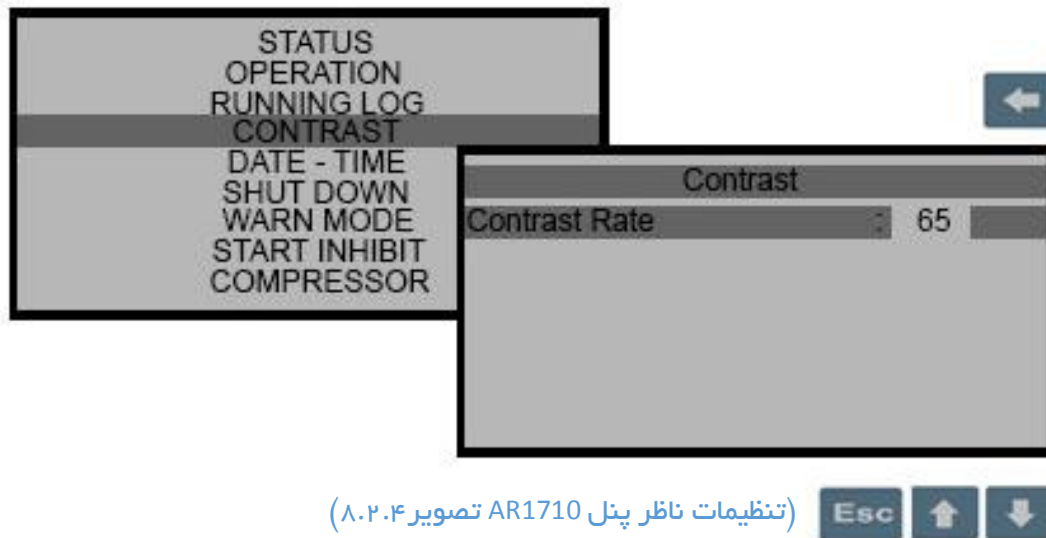 STATUS
OPERATION
RUNNING LOG
CONTRAST
DATE - TIME
SHUT DOWN
WARN MODE
START INHIBIT
COMPRESSOR
Contrast
Contrast Rate : 65
(تنظیمات ناظر پنل AR1710 تصویر ۸.۲.۴)
Esc